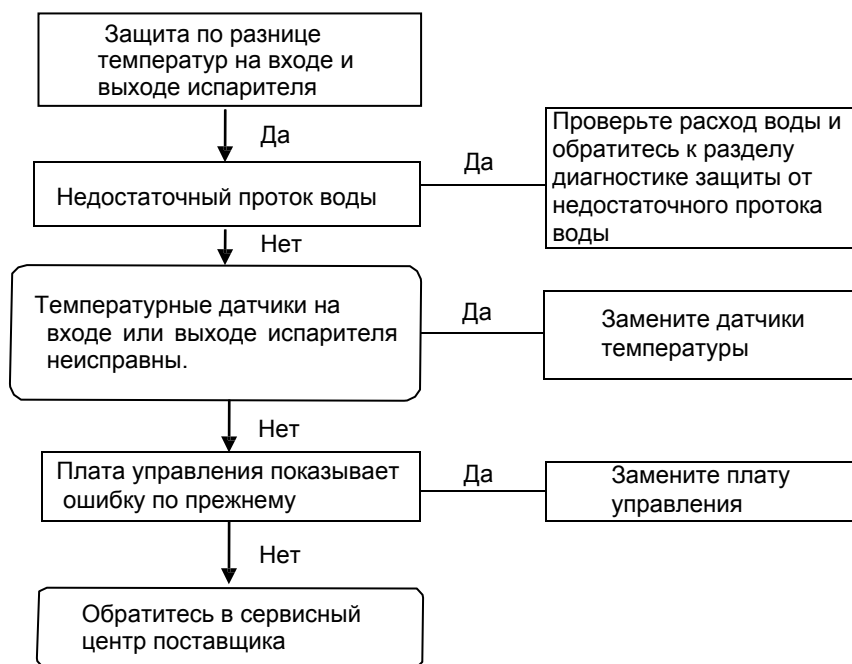 Защита по разнице
температур на входе и
выходе испарителя
Да
Недостаточный проток воды
Да
Проверьте расход воды и
обратитесь к разделу
диагностике защиты от
недостаточного протока
воды
Нет
Температурные датчики на
входе или выходе испарителя
неисправны.
Да
Замените датчики
температуры
Нет
Плата управления показывает
ошибку по прежнему
Да
Замените плату
управления
Нет
Обратитесь в сервисный
центр поставщика